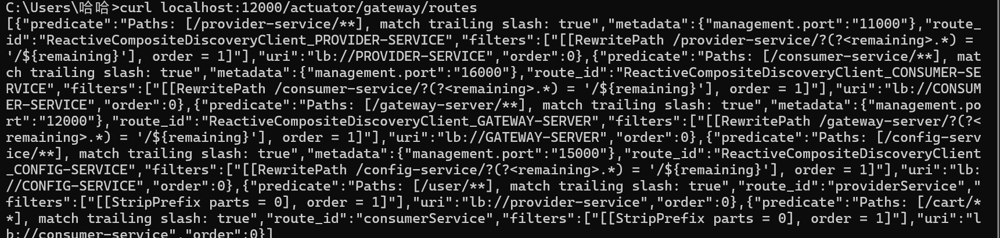 C:\Users\哈哈>curl localhost:12000/actuator/gateway/routes
[{"predicate":"Paths: [/provider-service/**], match trailing slash: true","metadata":{"management.port":"11000"},"route_
id":"ReactiveCompositeDiscoveryClient_PROVIDER-SERVICE","filters":["[[RewritePath /provider-service/?(?<remaining>.*) =
'/${remaining}'], order = 1]"],"uri":"lb://PROVIDER-SERVICE","order":0},{"predicate":"Paths: [/consumer-service/**], mat
ch trailing slash: true","metadata":{"management.port":"16000"},"route_id":"ReactiveCompositeDiscoveryClient_CONSUMER-SE
RVICE","filters":["[[RewritePath /consumer-service/?(?<remaining>.*) = '/${remaining}'], order = 1]"],"uri":"lb://CONSUM
ER-SERVICE","order":0},{"predicate":"Paths: [/gateway-server/**], match trailing slash: true","metadata":{"management.po
rt":"12000"},"route_id":"ReactiveCompositeDiscoveryClient_GATEWAY-SERVER","filters":["[[RewritePath /gateway-server/?(?<
remaining>.*) = '/${remaining}'], order = 1]"],"uri":"lb://GATEWAY-SERVER","order":0},{"predicate":"Paths: [/config-serv
ice/**], match trailing slash: true","metadata":{"management.port":"15000"},"route_id":"ReactiveCompositeDiscoveryClient
_CONFIG-SERVICE","filters":["[[RewritePath /config-service/?(?<remaining>.*) = '/${remaining}'], order = 1]"],"uri":"lb:
//CONFIG-SERVICE","order":0},{"predicate":"Paths: [/user/**], match trailing slash: true","route_id":"providerService","
filters":["[[StripPrefix parts = 0], order = 1]"],"uri":"lb://provider-service","order":0},{"predicate":"Paths: [/cart/*
*], match trailing slash: true","route_id":"consumerService","filters":["[[StripPrefix parts = 0], order = 1]"],"uri":"l
b://consumer-service","order":0}]